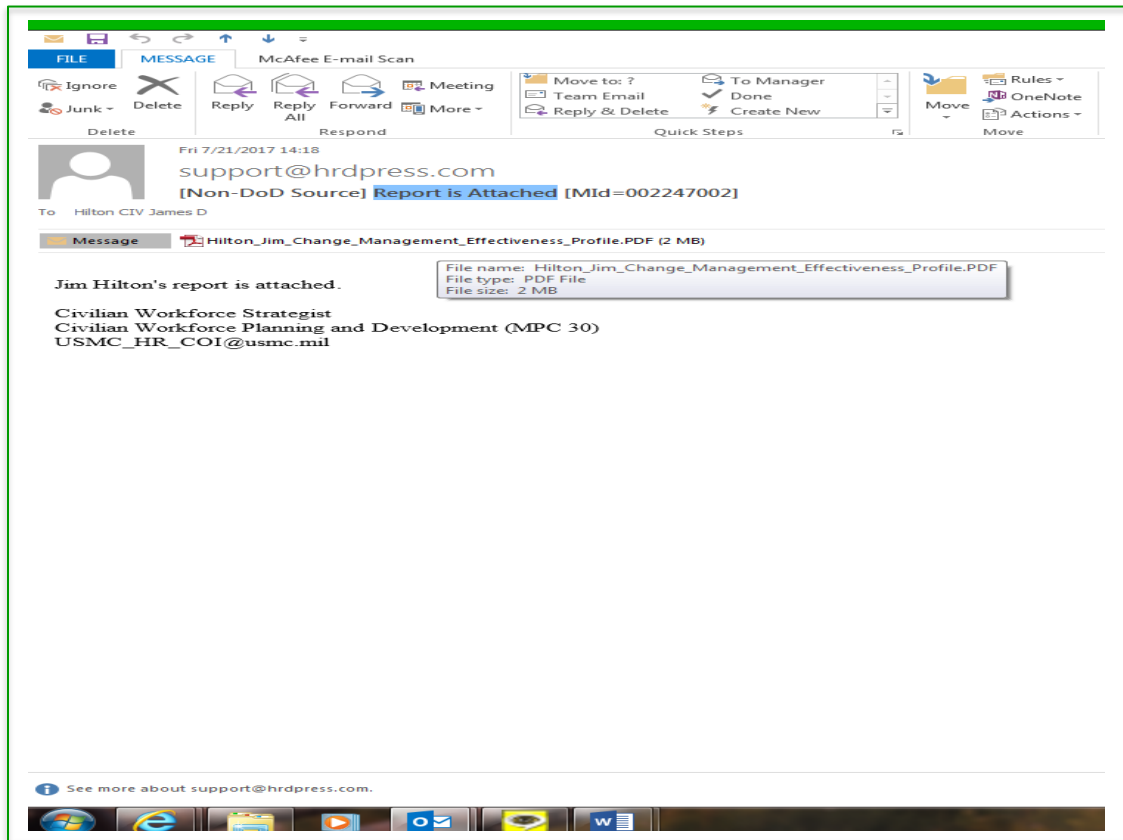 FILE MESSAGE McAfee E-mail Scan
Ignore
Junk
Delete
Reply
Reply All
Forward
Meeting
More
Move to: ?
Team Email
Reply & Delete
To Manager
Done
Create New
Move
Rules
OneNote
Actions
Delete Respond Quick Steps Move
Fri 7/21/2017 14:18
support@hrdpress.com
[Non-DoD Source] Report is Attached [MId=002247002]
To Hilton CIV James D
Message Hilton_Jim_Change_Management_Effectiveness_Profile.PDF (2 MB)
File name: Hilton_Jim_Change_Management_Effectiveness_Profile.PDF
File type: PDF File
File size: 2 MB
Jim Hilton's report is attached.
Civilian Workforce Strategist
Civilian Workforce Planning and Development (MPC 30)
USMC_HR_COI@usmc.mil
See more about support@hrdpress.com.